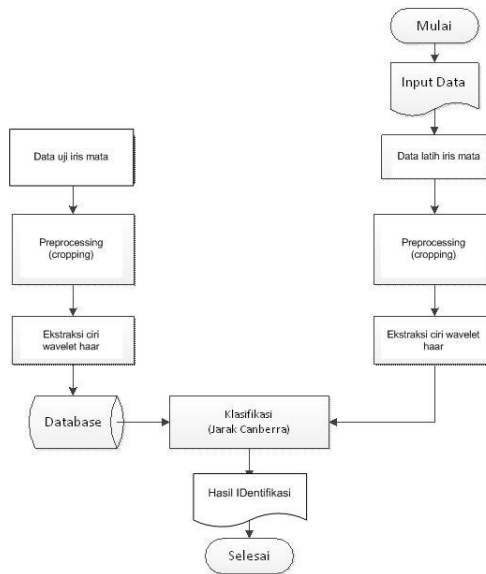 Mulai
Input Data
Data uji iris mata
Data latih iris mata
Preprocessing
(cropping)
Preprocessing
(cropping)
Ekstraksi ciri
wavelet haar
Ekstraksi ciri wavelet
haar
Database
Klasifikasi
(Jarak Canberra)
Hasil IDentifikasi
Selesai